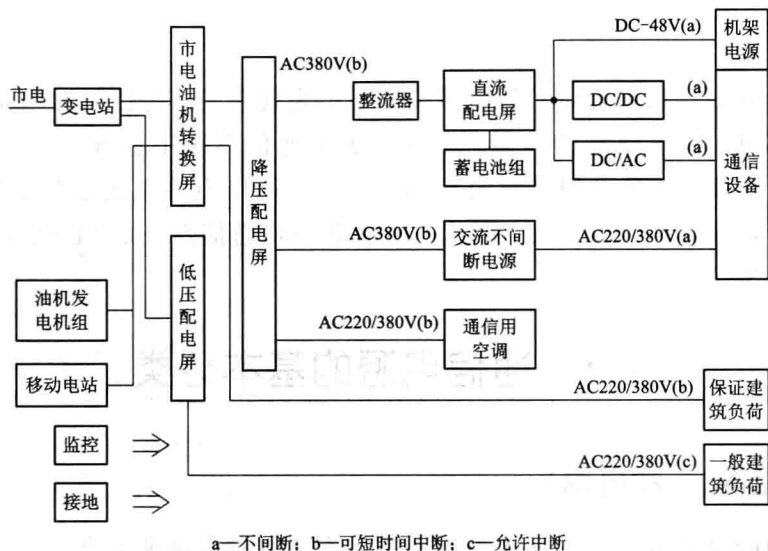 市电
变电站
市电油机转换屏
低压配电屏
油机发
电机组
移动电站
监控
接地
降压配电屏
AC380V(b)
整流器
直流
配电屏
蓄电池组
DC-48V(a)
DC/DC
(a)
DC/AC
(a)
机架
电源
通信
设备
AC380V(b)
交流不间
断电源
AC220/380V(a)
AC220/380V(b)
通信用
空调
AC220/380V(b)
保证建
筑负荷
AC220/380V(c)
一般建
筑负荷
a—不间断；b—可短时间中断；c—允许中断